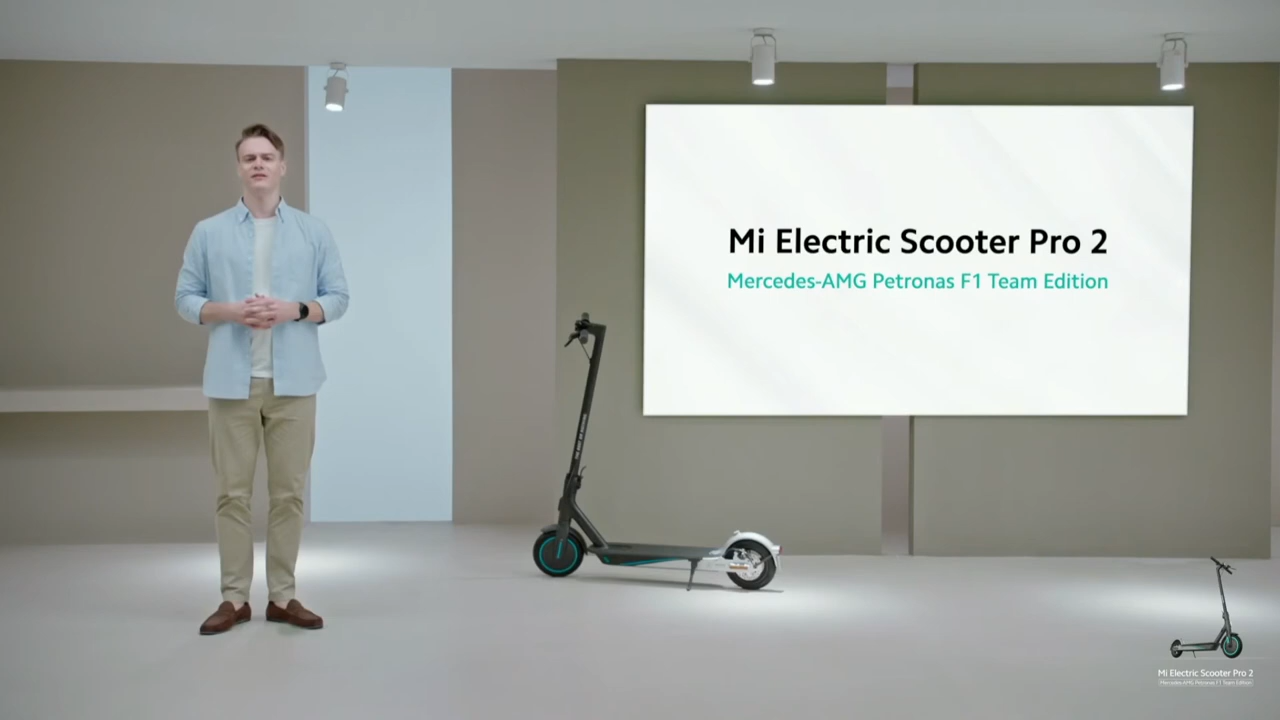 Mi Electric Scooter Pro 2
Mercedes-AMG Petronas F1 Team Edition
Mi Electric Scooter Pro 2
Mercedes-AMG Petronas F1 Team Edition